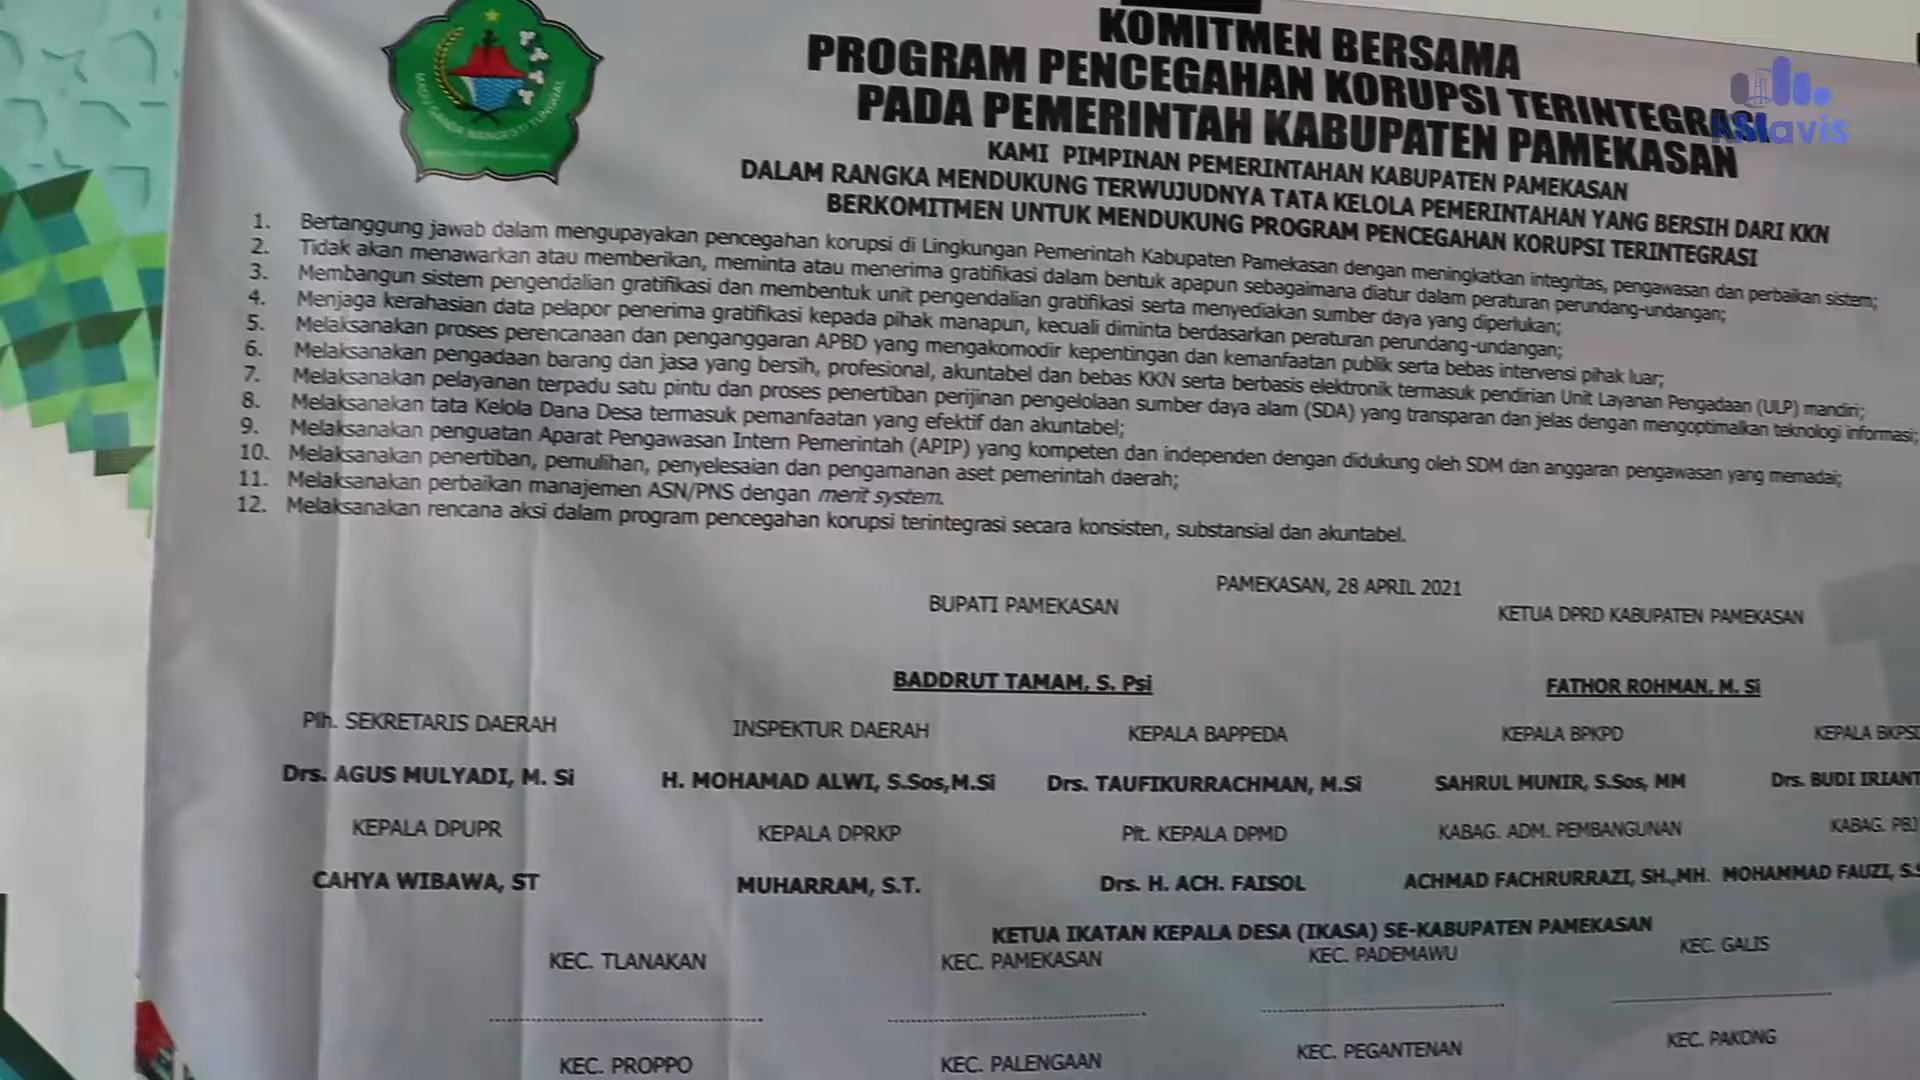 KOMITMEN BERSAMA
PROGRAM PENCEGAHAN KORUPSI TERINTEGRASI
PADA PEMERINTAH KABUPATEN PAMEKASAN
KAMI PIMPINAN PEMERINTAHAN KABUPATEN PAMEKASAN
DALAM RANGKA MENDUKUNG TERWUJUDNYA TATA KELOLA PEMERINTAHAN YANG BERSIH DARI KKN
BERKOMITMEN UNTUK MENDUKUNG PROGRAM PENCEGAHAN KORUPSI TERINTEGRASI
1. Bertanggung jawab dalam mengupayakan pencegahan korupsi di Lingkungan Pemerintah Kabupaten Pamekasan dengan meningkatkan integritas, pengawasan dan perbaikan sistem;
2. Tidak akan menawarkan atau memberikan, meminta atau menerima gratifikasi dalam bentuk apapun sebagaimana diatur dalam peraturan perundang-undangan;
3. Membangun sistem pengendalian gratifikasi dan membentuk unit pengendalian gratifikasi serta menyediakan sumber daya yang diperlukan;
4. Menjaga kerahasian data pelapor penerima gratifikasi kepada pihak manapun, kecuali diminta berdasarkan peraturan perundang-undangan;
5. Melaksanakan proses perencanaan dan penganggaran APBD yang mengakomodir kepentingan dan kemanfaatan publik serta bebas intervensi pihak luar;
6. Melaksanakan pengadaan barang dan jasa yang bersih, profesional, akuntabel dan bebas KKN serta berbasis elektronik termasuk pendirian Unit Layanan Pengadaan (ULP) mandiri;
7. Melaksanakan pelayanan terpadu satu pintu dan proses penertiban perijinan pengelolaan sumber daya alam (SDA) yang transparan dan jelas dengan mengoptimalkan teknologi informasi;
8. Melaksanakan tata Kelola Dana Desa termasuk pemanfaatan yang efektif dan akuntabel;
9. Melaksanakan penguatan Aparat Pengawasan Intern Pemerintah (APIP) yang kompeten dan independen dengan didukung oleh SDM dan anggaran pengawasan yang memadai;
10. Melaksanakan penertiban, pemulihan, penyelesaian dan pengamanan aset pemerintah daerah;
11. Melaksanakan perbaikan manajemen ASN/PNS dengan merit system.
12. Melaksanakan rencana aksi dalam program pencegahan korupsi terintegrasi secara konsisten, substansial dan akuntabel.
PAMEKASAN, 28 APRIL 2021
BUPATI PAMEKASAN KETUA DPRD KABUPATEN PAMEKASAN
BADDRUT TAMAM, S. Psi FATHOR ROHMAN, M. Si
Plh. SEKRETARIS DAERAH INSPEKTUR DAERAH KEPALA BAPPEDA KEPALA BPKPD KEPALA BKPSD
Drs. AGUS MULYADI, M. Si H. MOHAMAD ALWI, S.Sos,M.Si Drs. TAUFIKURRACHMAN, M.Si SAHRUL MUNIR, S.Sos, MM Drs. BUDI IRIANT
KEPALA DPUPR KEPALA DPRKP Plt. KEPALA DPMD KABAG. ADM. PEMBANGUNAN KABAG. PBJ
CAHYA WIBAWA, ST MUHARRAM, S.T. Drs. H. ACH. FAISOL ACHMAD FACHRURRAZI, SH.,MH. MOHAMMAD FAUZI, S.S
KETUA IKATAN KEPALA DESA (IKASA) SE-KABUPATEN PAMEKASAN
KEC. TLANAKAN KEC. PAMEKASAN KEC. PADEMAWU KEC. GALIS
KEC. PROPPO KEC. PALENGAAN KEC. PEGANTENAN KEC. PAKONG